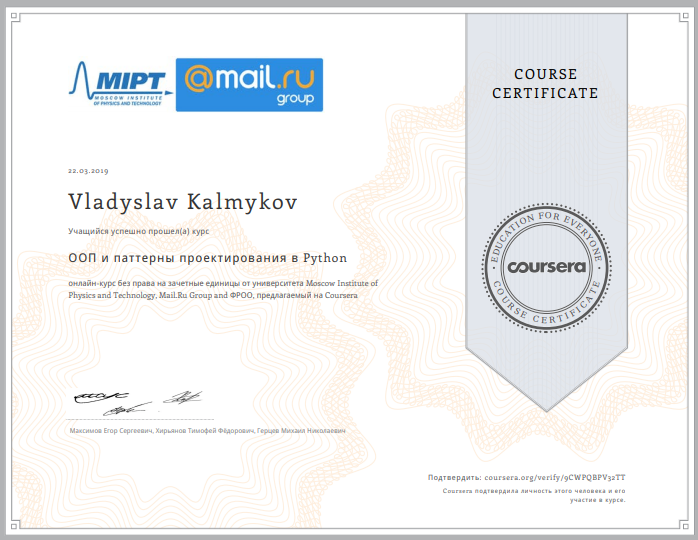 MIPT
MOSCOW INSTITUTE
OF PHYSICS AND TECHNOLOGY
@mail.ru
group
COURSE
CERTIFICATE
22.03.2019
Vladyslav Kalmykov
Учащийся успешно прошел(а) курс
ООП и паттерны проектирования в Python
онлайн-курс без права на зачетные единицы от университета Moscow Institute of
Physics and Technology, Mail.Ru Group and ФРОО, предлагаемый на Coursera
EDUCATION FOR EVERYONE
coursera
COURSE CERTIFICATE
Максимов Егор Сергеевич, Хирьянов Тимофей Фёдорович, Герцев Михаил Николаевич
Подтвердить: coursera.org/verify/9CWPQBPV32TT
Coursera подтвердила личность этого человека и его
участие в курсе.